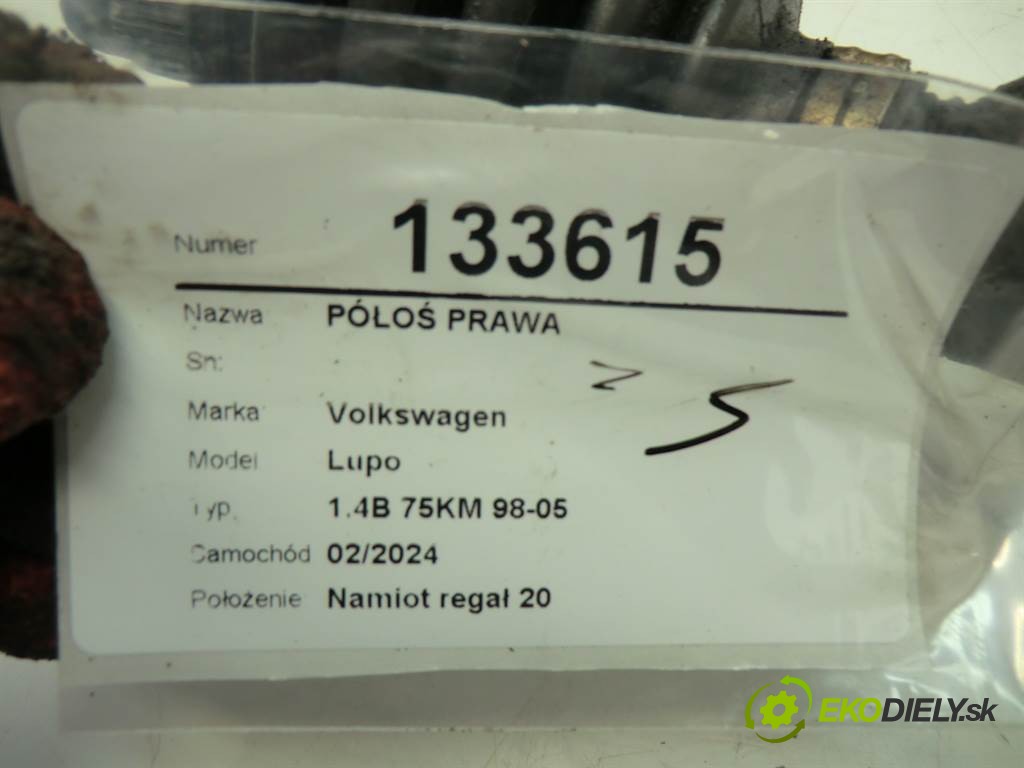 Numer 133615
Nazwa PÓŁOŚ PRAWA
Sn:
Marka Volkswagen
Model Lupo
Typ. 1.4B 75KM 98-05
Samochód 02/2024
Położenie Namiot regał 20
EKODIELY.sk